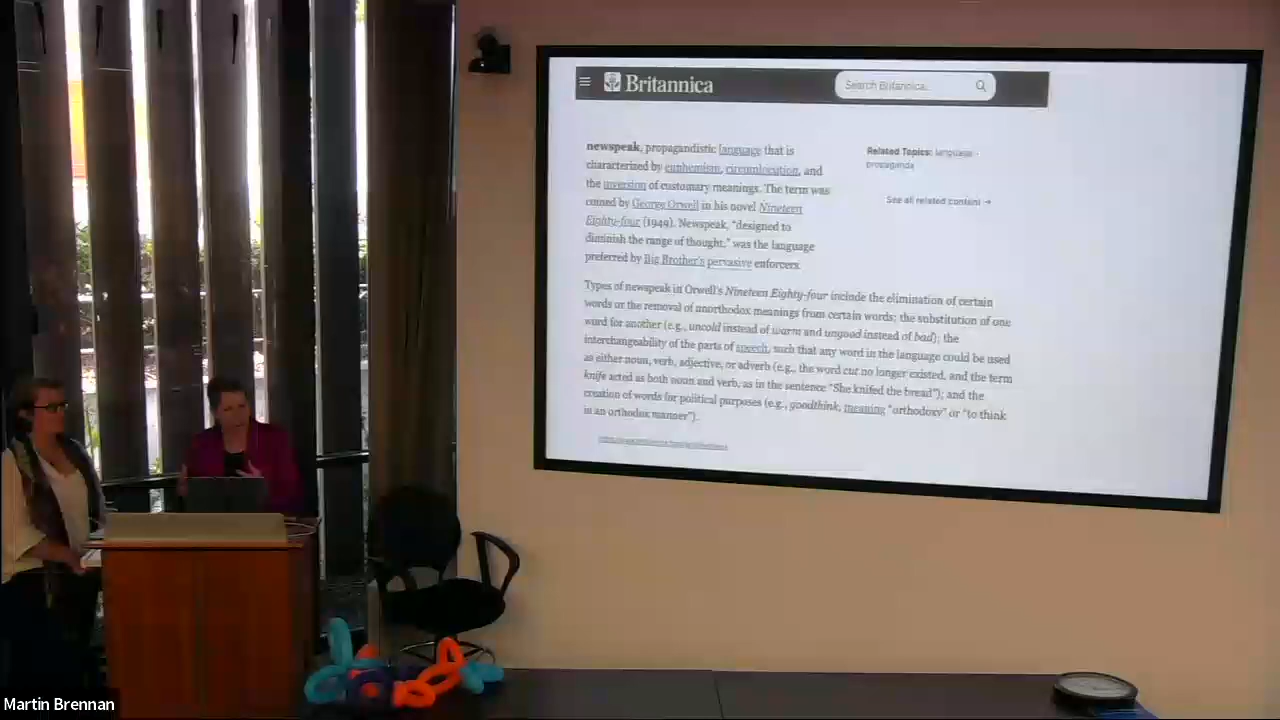 Britannica
Search Britannica...
newspeak, propagandistic language that is
characterized by euphemism, circumlocution, and
the inversion of customary meanings. The term was
coined by George Orwell in his novel Nineteen
Eighty-four (1949). Newspeak, "designed to
diminish the range of thought," was the language
preferred by Big Brother's pervasive enforcers.
Related Topics: language -
propaganda
See all related content →
Types of newspeak in Orwell's Nineteen Eighty-four include the elimination of certain
words or the removal of unorthodox meanings from certain words; the substitution of one
word for another (e.g., uncold instead of warm and ungood instead of bad); the
interchangeability of the parts of speech, such that any word in the language could be used
as either noun, verb, adjective, or adverb (e.g., the word cut no longer existed, and the term
knife acted as both noun and verb, as in the sentence "She knifed the bread"); and the
creation of words for political purposes (e.g., goodthink, meaning "orthodoxy" or "to think
in an orthodox manner").
Martin Brennan